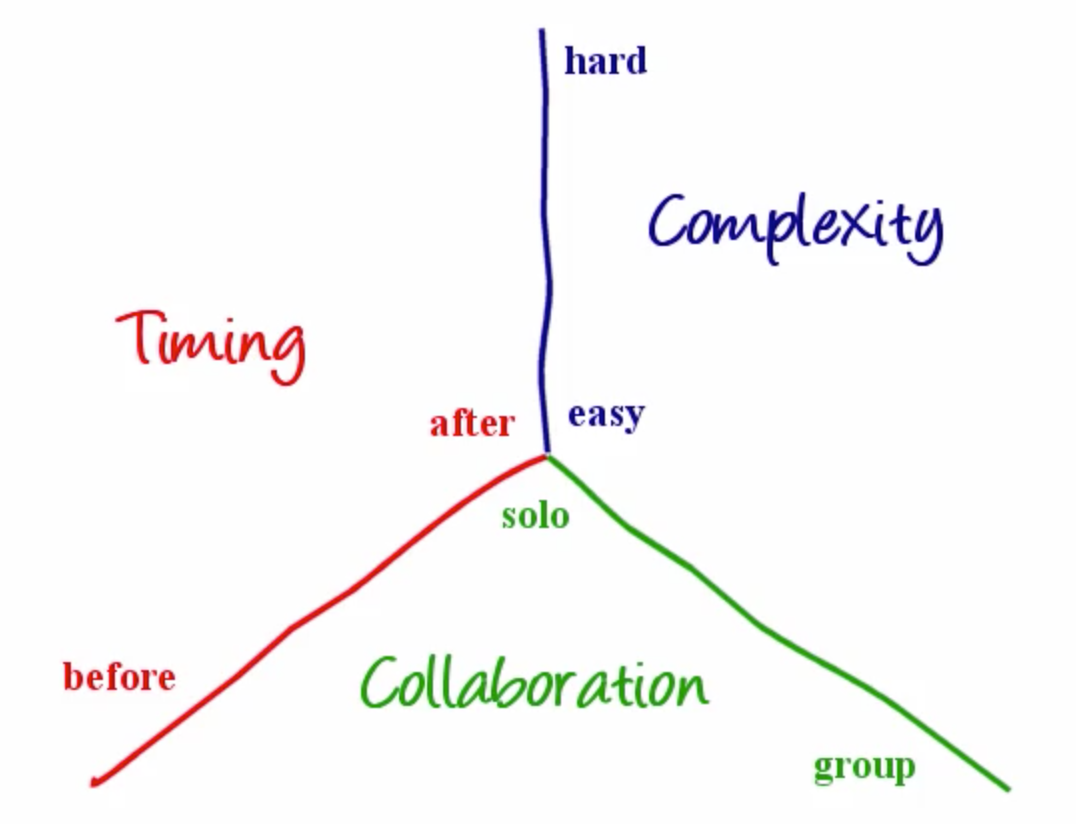 hard
Complexity
Timing
after
easy
solo
before
Collaboration
group